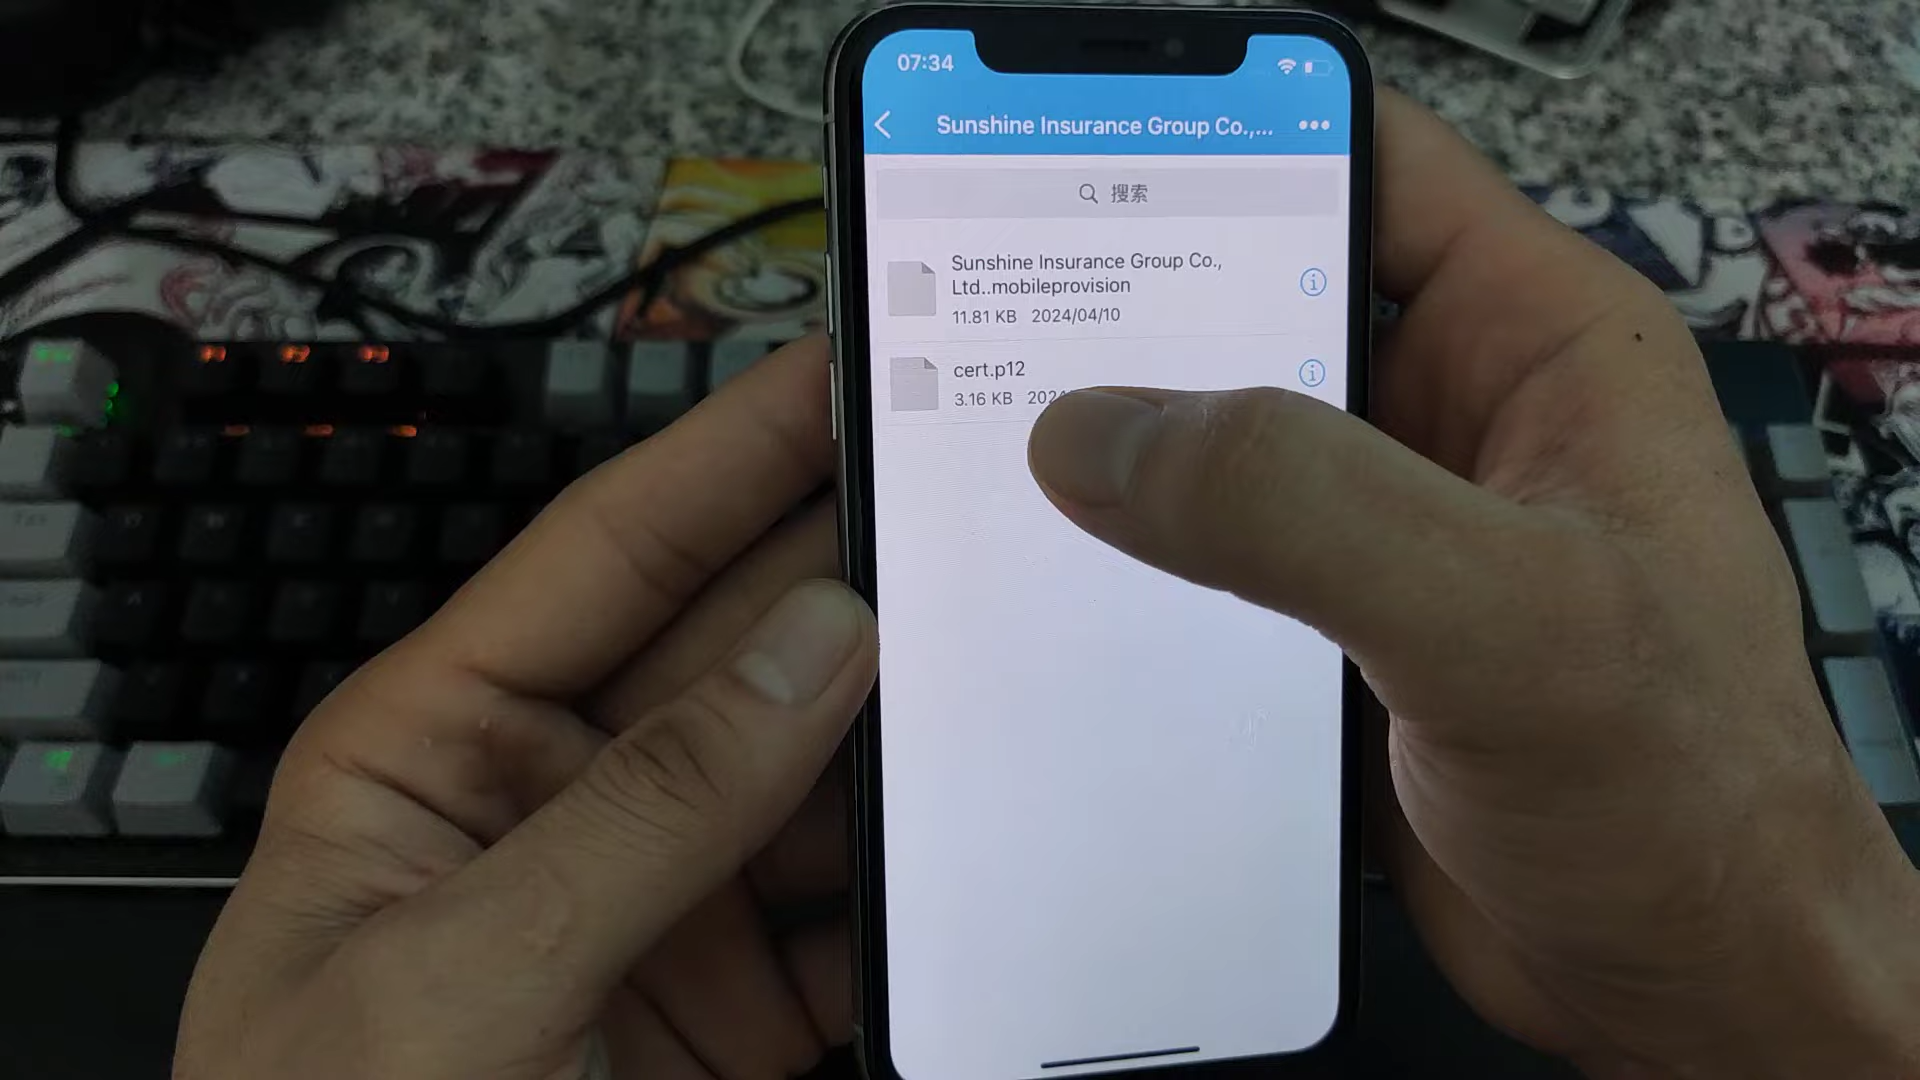 07:34
Sunshine Insurance Group Co.,...
搜索
Sunshine Insurance Group Co.,
Ltd..mobileprovision
11.81 KB 2024/04/10
cert.p12
3.16 KB 2024